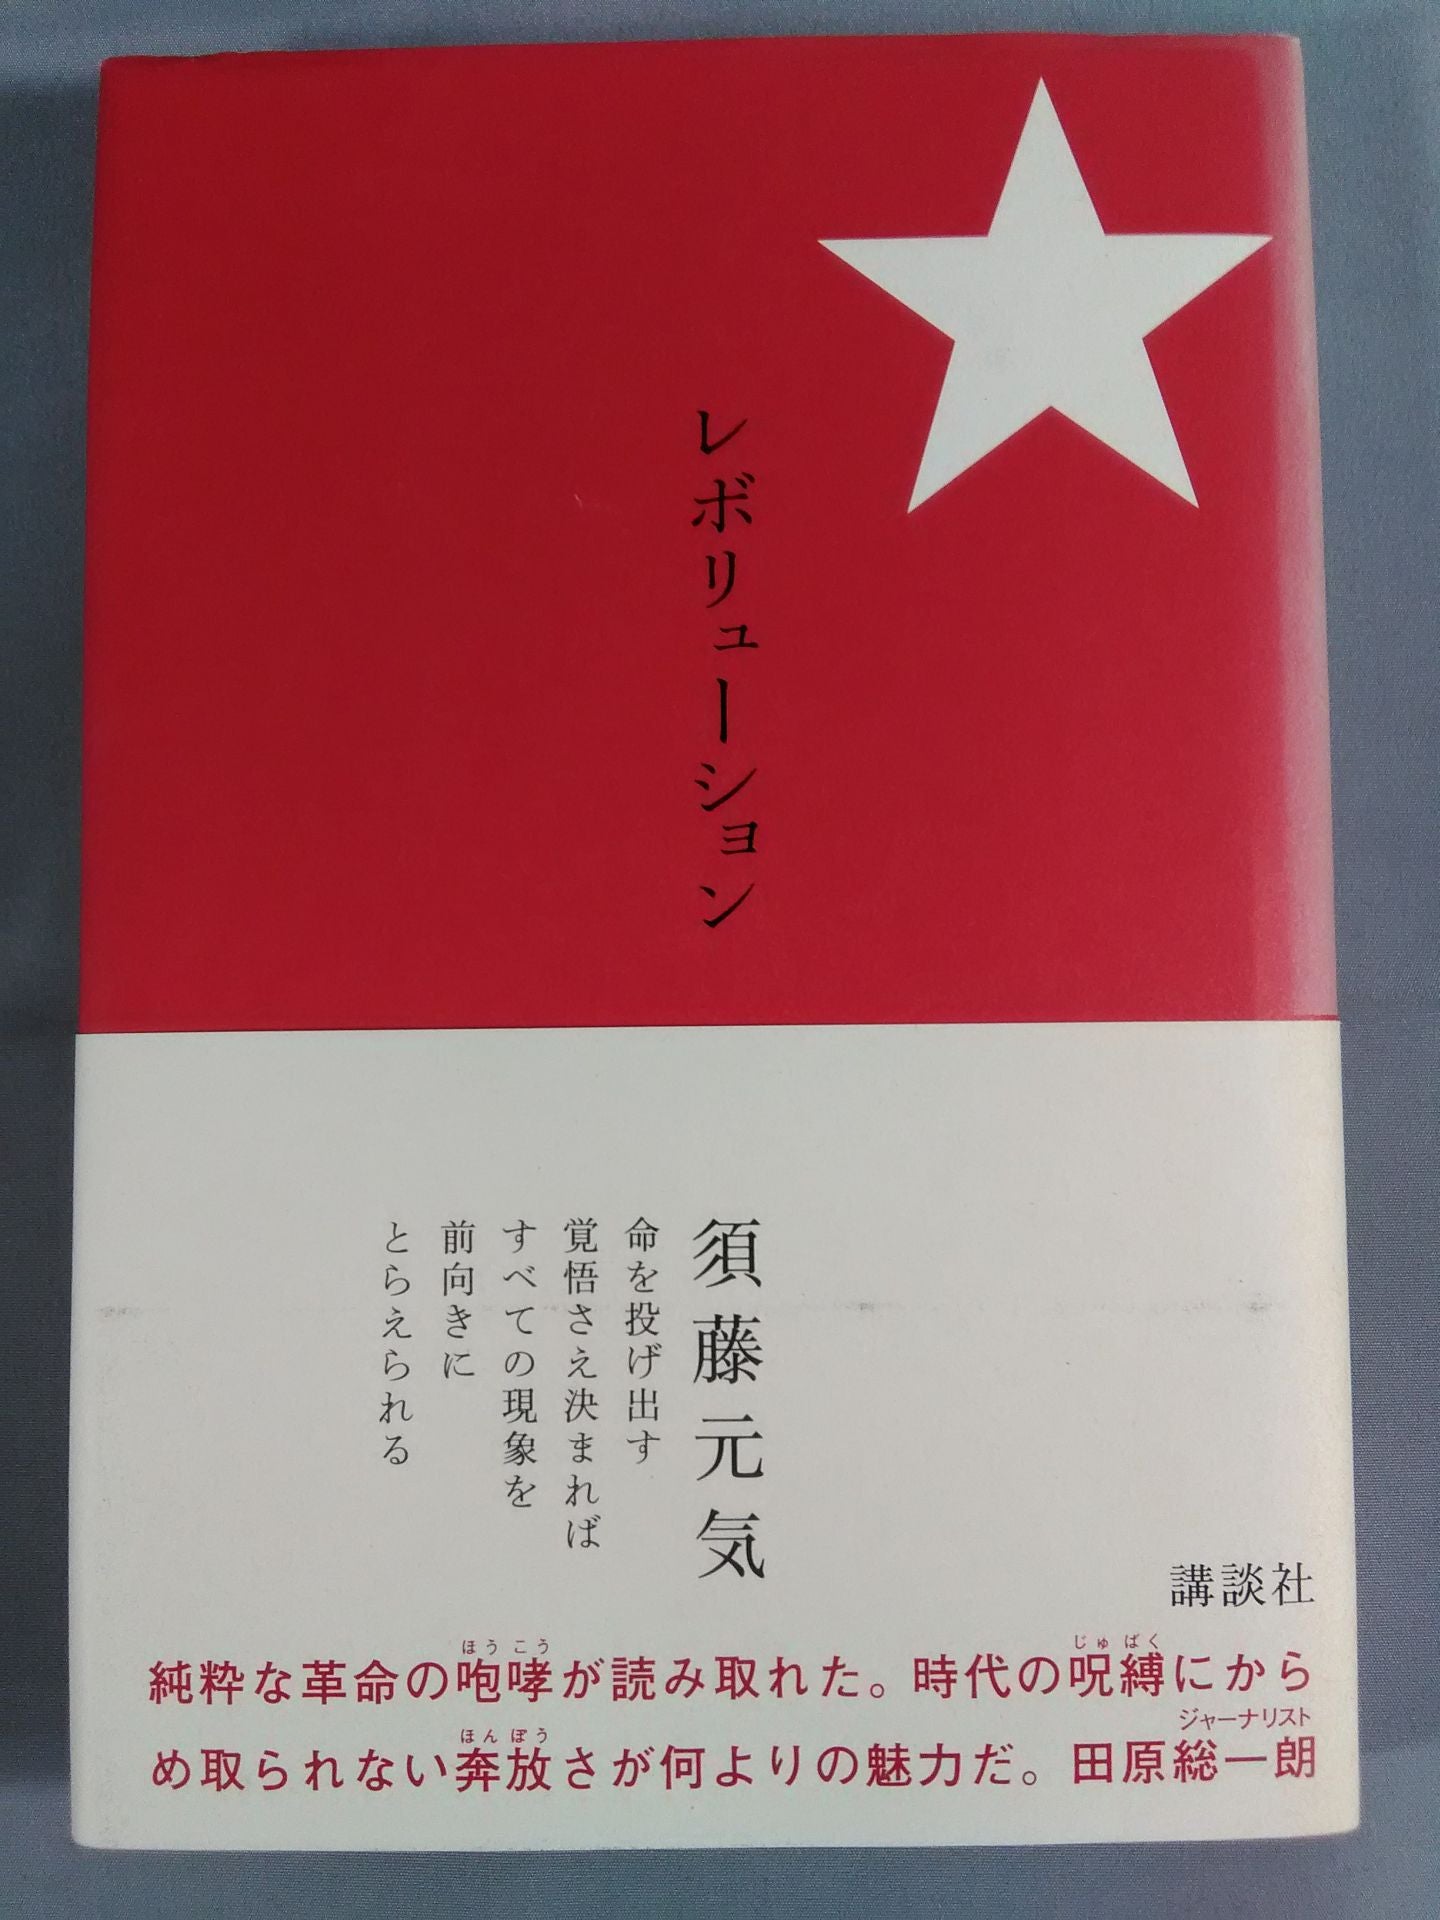 レボリューション
須藤元気
命を投げ出す
覚悟さえ決まれば
すべての現象を
前向きに
とらえられる
講談社
ほうこう じゅばく
純粋な革命の咆哮が読み取れた。時代の呪縛にから
ほんぽう ジャーナリスト
め取られない奔放さが何よりの魅力だ。田原総一朗